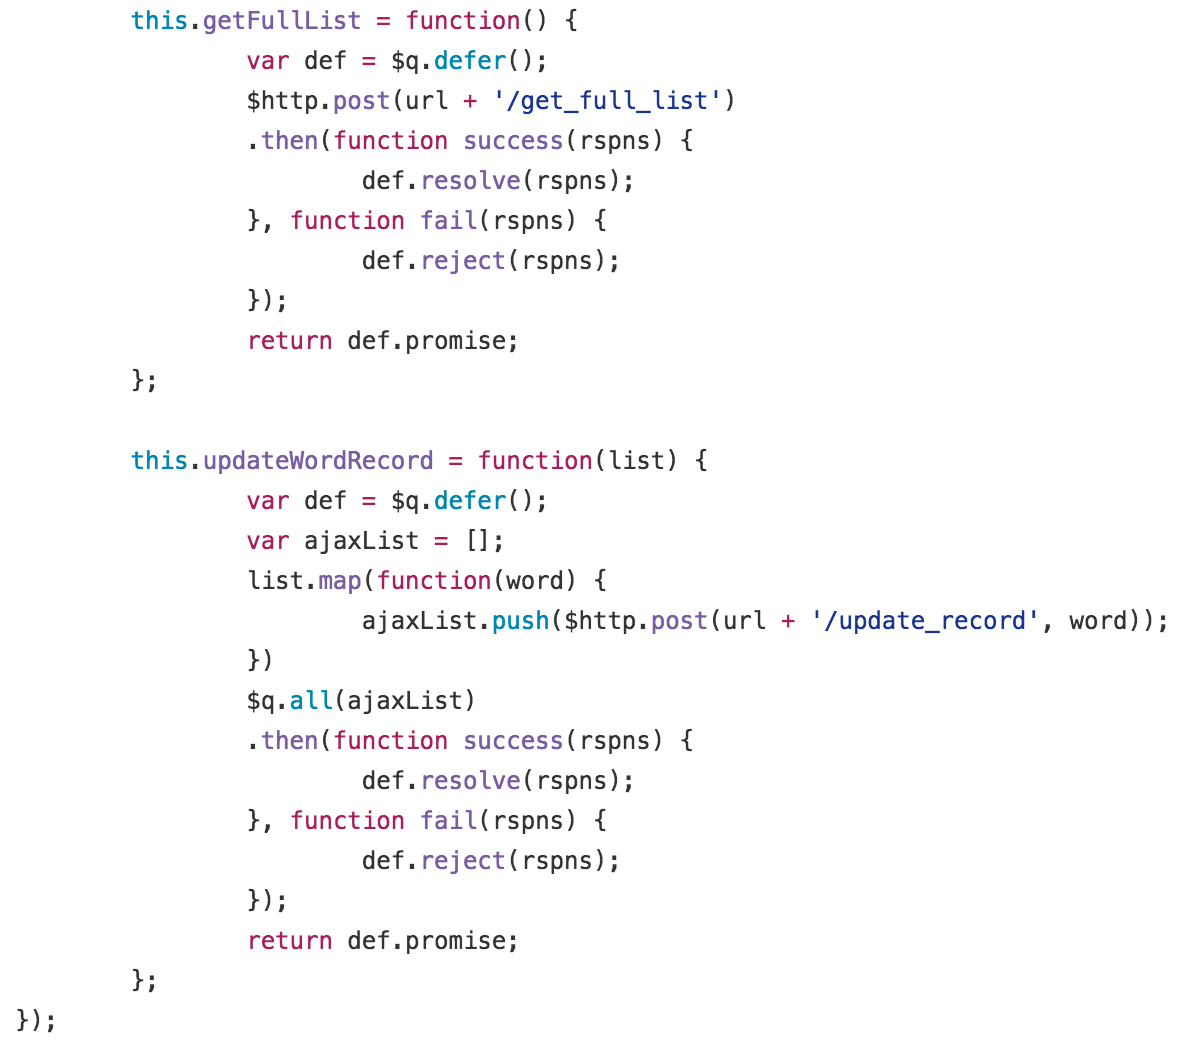 this.getFullList = function() {
var def = $q.defer();
$http.post(url + '/get_full_list')
.then(function success(rspns) {
def.resolve(rspns);
}, function fail(rspns) {
def.reject(rspns);
});
return def.promise;
};
this.updateWordRecord = function(list) {
var def = $q.defer();
var ajaxList = [];
list.map(function(word) {
ajaxList.push($http.post(url + '/update_record', word));
})
$q.all(ajaxList)
.then(function success(rspns) {
def.resolve(rspns);
}, function fail(rspns) {
def.reject(rspns);
});
return def.promise;
};
});